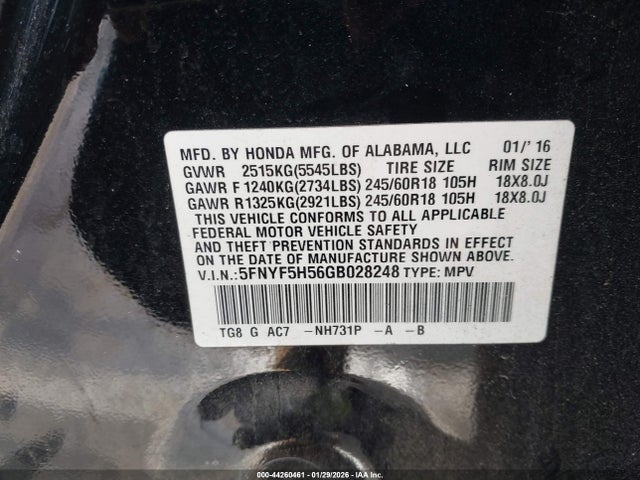 MFD. BY HONDA MFG. OF ALABAMA, LLC 01/'16
GVWR 2515KG(5545LBS) TIRE SIZE RIM SIZE
GAWR F 1240KG(2734LBS) 245/60R18 105H 18X8.0J
GAWR R 1325KG(2921LBS) 245/60R18 105H 18X8.0J
THIS VEHICLE CONFORMS TO ALL APPLICABLE
FEDERAL MOTOR VEHICLE SAFETY
AND THEFT PREVENTION STANDARDS IN EFFECT
ON THE DATE OF MANUFACTURE SHOWN ABOVE.
V.I.N.:5FNYF5H56GB028248 TYPE: MPV
TG8 G AC7 -NH731P -A -B
000-44260461 - 01/29/2026 - IAAHOLDINGS,LLC - COPART